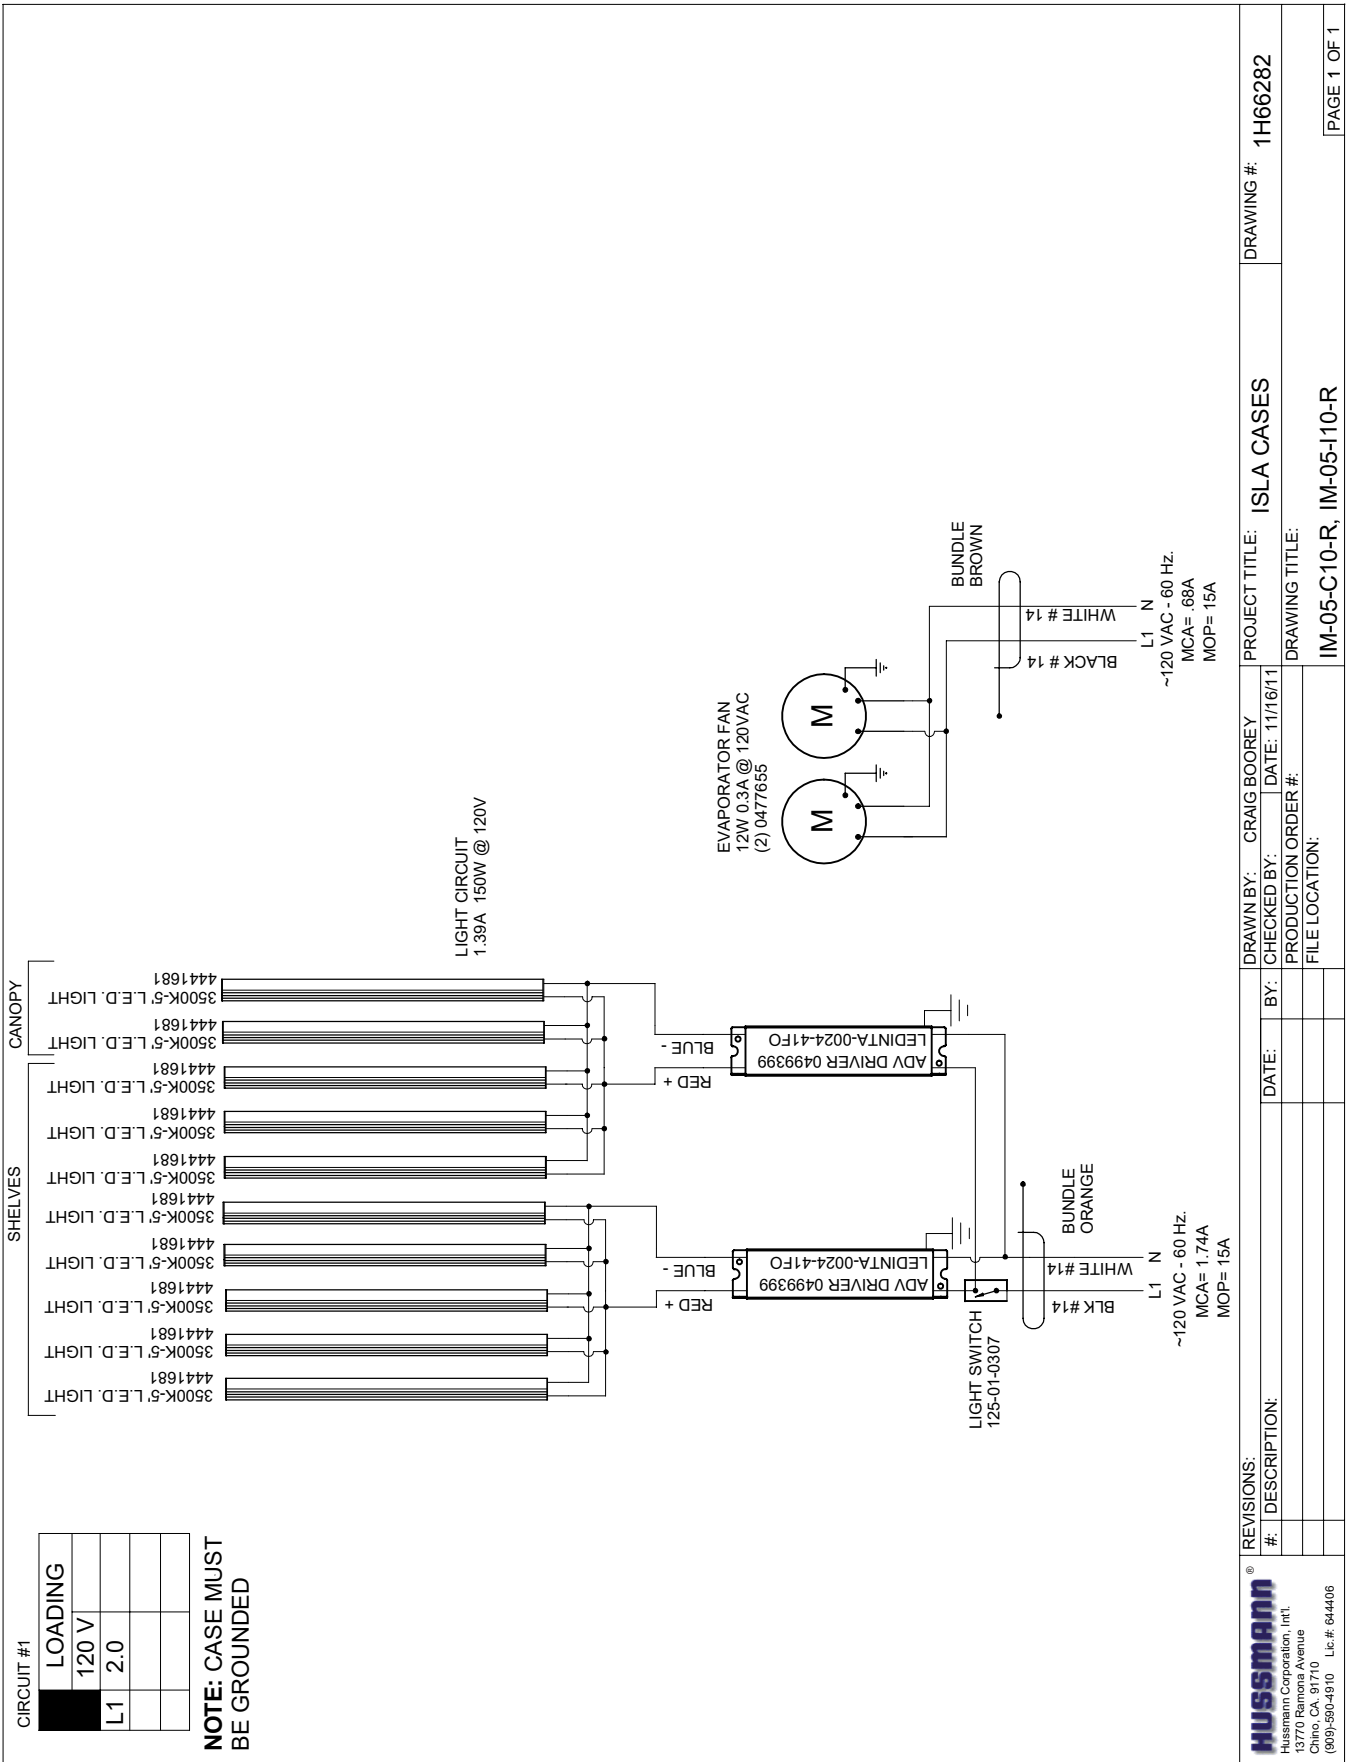 CIRCUIT #1
LOADING
120 V
L1 2.0
NOTE: CASE MUST
BE GROUNDED
SHELVES
CANOPY
3500K-5' L.E.D. LIGHT
4441681
3500K-5' L.E.D. LIGHT
4441681
3500K-5' L.E.D. LIGHT
4441681
3500K-5' L.E.D. LIGHT
4441681
3500K-5' L.E.D. LIGHT
4441681
3500K-5' L.E.D. LIGHT
4441681
3500K-5' L.E.D. LIGHT
4441681
3500K-5' L.E.D. LIGHT
4441681
3500K-5' L.E.D. LIGHT
4441681
3500K-5' L.E.D. LIGHT
4441681
LIGHT CIRCUIT
1.39A 150W @ 120V
RED +
BLUE -
RED +
BLUE -
ADV DRIVER 0499399
LEDINTA-0024-41FO
ADV DRIVER 0499399
LEDINTA-0024-41FO
LIGHT SWITCH
125-01-0307
BUNDLE
ORANGE
BLK #14
WHITE #14
L1 N
~120 VAC - 60 Hz.
MCA= 1.74A
MOP= 15A
EVAPORATOR FAN
12W 0.3A @ 120VAC
(2) 0477655
M
M
BUNDLE
BROWN
BLACK # 14
WHITE # 14
L1 N
~120 VAC - 60 Hz.
MCA= .68A
MOP= 15A
HUSSMANN ®
Hussmann Corporation, Int'l.
13770 Ramona Avenue
Chino, CA. 91710
(909)-590-4910 Lic.#: 644406
REVISIONS:
#: DESCRIPTION: DATE: BY:
DRAWN BY: CRAIG BOOREY
CHECKED BY: DATE: 11/16/11
PRODUCTION ORDER #:
FILE LOCATION:
PROJECT TITLE: ISLA CASES
DRAWING #: 1H66282
DRAWING TITLE:
IM-05-C10-R, IM-05-I10-R
PAGE 1 OF 1